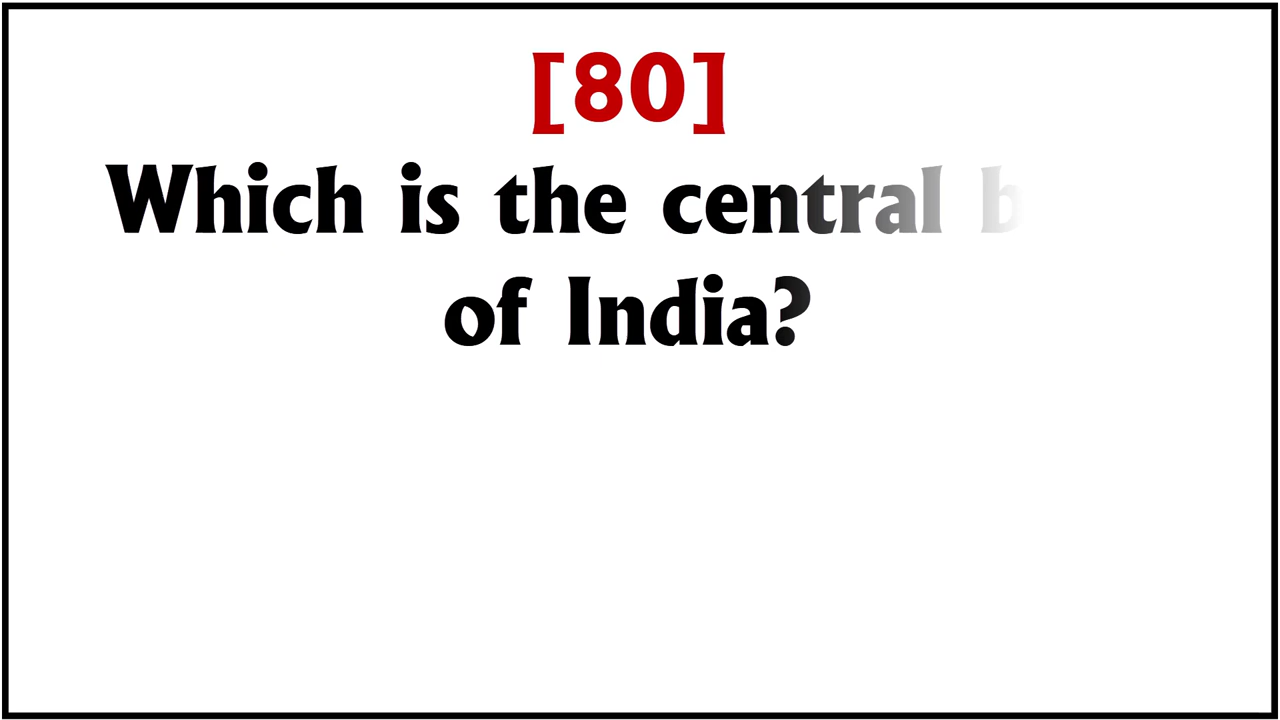 [80]
Which is the central
of India?